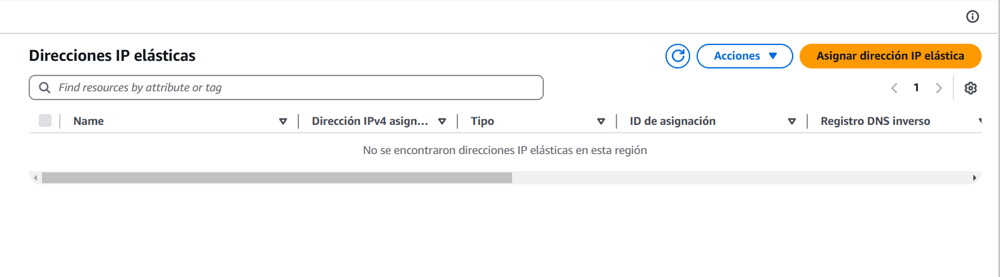 Direcciones IP elásticas
Acciones
Asignar dirección IP elástica
Find resources by attribute or tag
1
Name
Dirección IPv4 asign...
Tipo
ID de asignación
Registro DNS inverso
No se encontraron direcciones IP elásticas en esta región